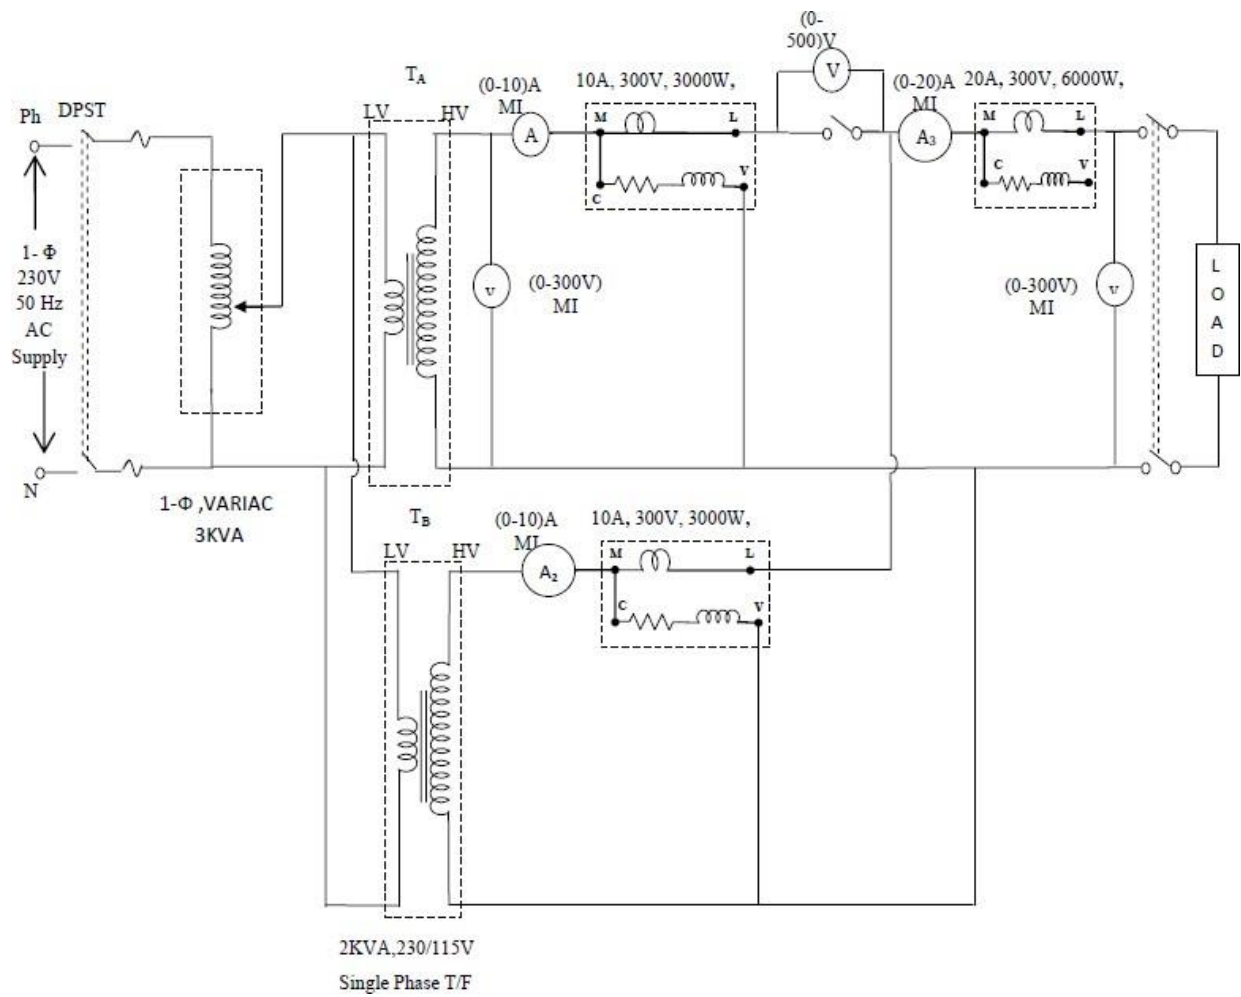 (0-
500)V
V
T_A
(0-10)A
MI
10A, 300V, 3000W,
(0-20)A
MI
20A, 300V, 6000W,
Ph
DPST
LV
HV
A
M
L
A₃
M
L
C
V
C
V
1- Φ
230V
50 Hz
AC
Supply
v
(0-300V)
MI
(0-300V)
MI
v
L
O
A
D
N
1-Φ ,VARIAC
3KVA
T_B
(0-10)A
MI
10A, 300V, 3000W,
LV
HV
A₂
M
L
C
V
2KVA,230/115V
Single Phase T/F